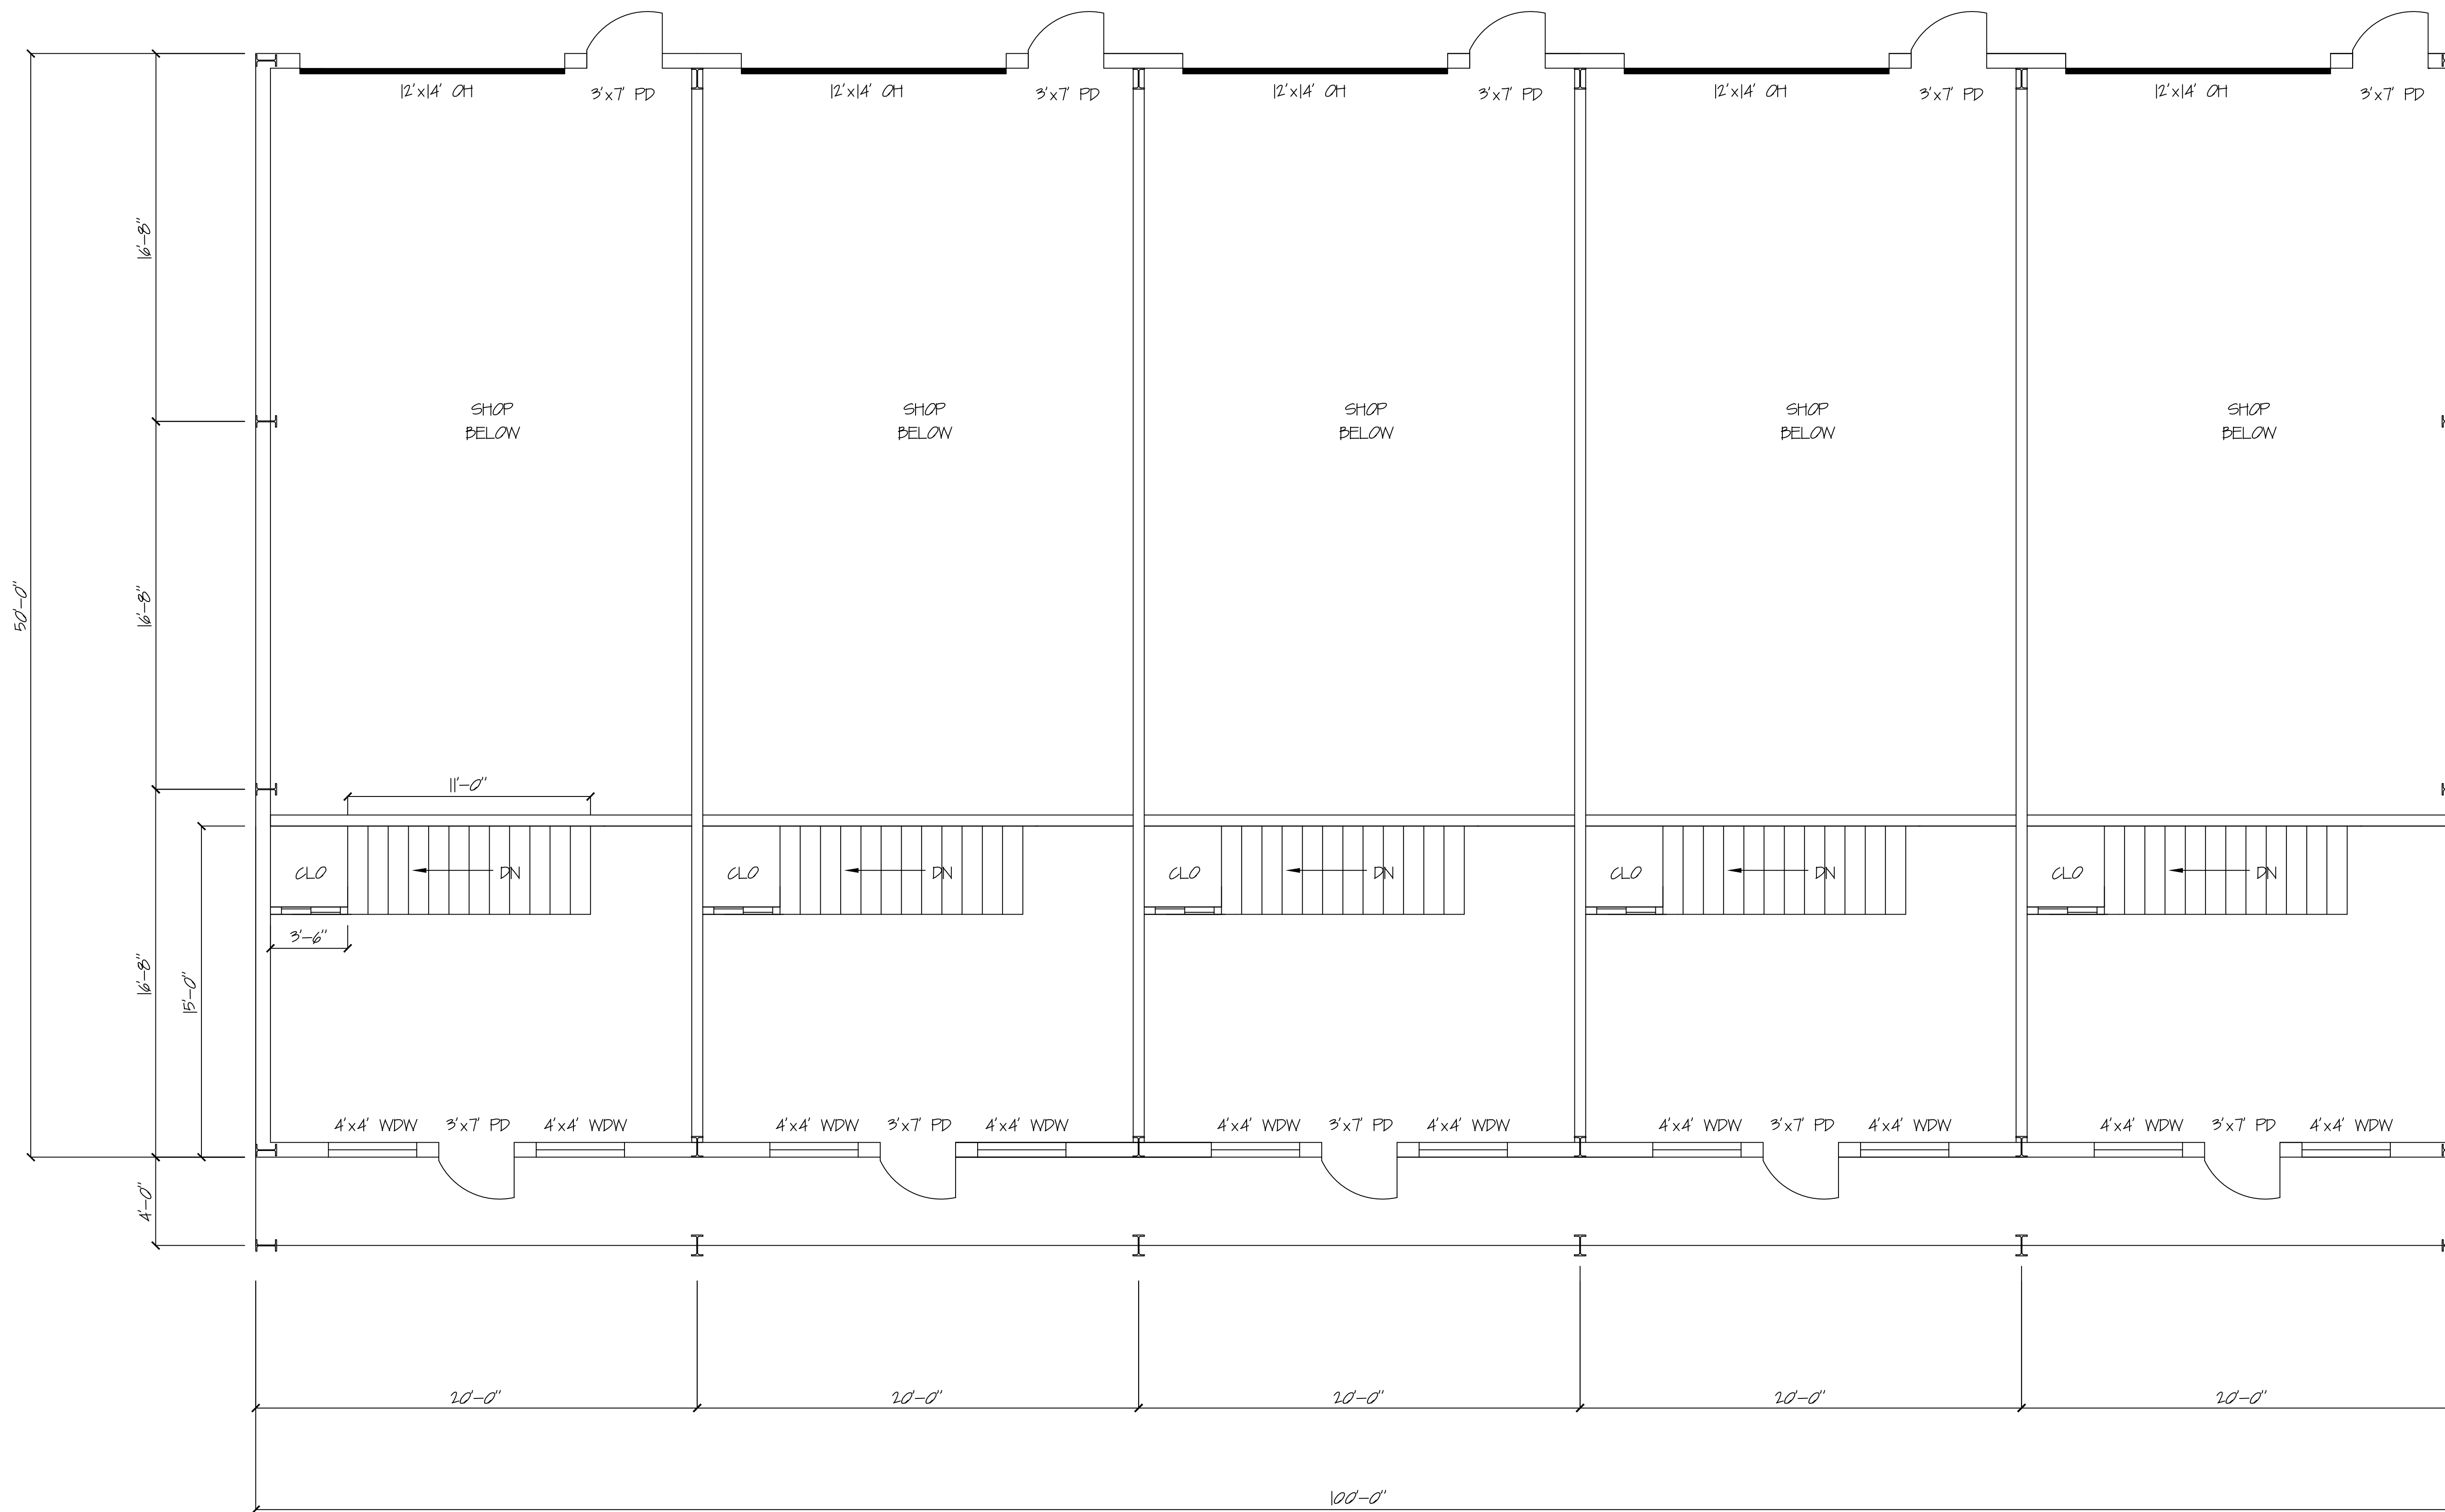 12'x14' OH 3'x7' PD 12'x14' OH 3'x7' PD 12'x14' OH 3'x7' PD 12'x14' OH 3'x7' PD 12'x14' OH 3'x7' PD
16'-8"
SHOP SHOP SHOP SHOP SHOP
BELOW BELOW BELOW BELOW BELOW
50'-0"
16'-8"
11'-0"
CLO DN CLO DN CLO DN CLO DN CLO DN
3'-6"
16'-8"
15'-0"
4'x4' WDW 3'x7' PD 4'x4' WDW 4'x4' WDW 3'x7' PD 4'x4' WDW 4'x4' WDW 3'x7' PD 4'x4' WDW 4'x4' WDW 3'x7' PD 4'x4' WDW 4'x4' WDW 3'x7' PD 4'x4' WDW
4'-0"
20'-0" 20'-0" 20'-0" 20'-0" 20'-0"
100'-0"